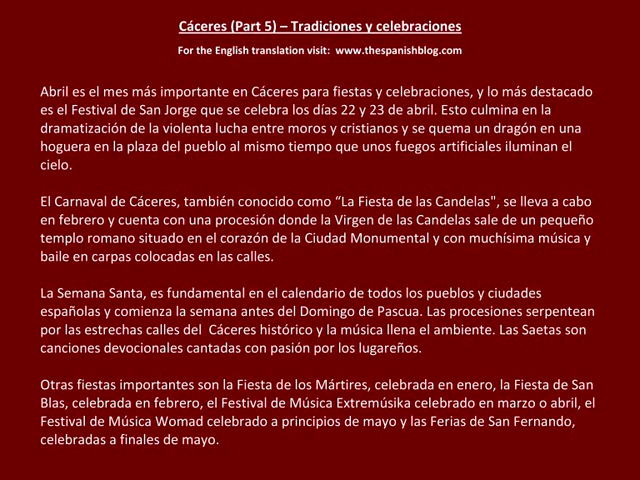 Cáceres (Part 5) – Tradiciones y celebraciones
For the English translation visit:  www.thespanishblog.com
Abril es el mes más importante en Cáceres para fiestas y celebraciones, y lo más destacado
es el Festival de San Jorge que se celebra los días 22 y 23 de abril. Esto culmina en la
dramatización de la violenta lucha entre moros y cristianos y se quema un dragón en una
hoguera en la plaza del pueblo al mismo tiempo que unos fuegos artificiales iluminan el
cielo.
El Carnaval de Cáceres, también conocido como “La Fiesta de las Candelas", se lleva a cabo
en febrero y cuenta con una procesión donde la Virgen de las Candelas sale de un pequeño
templo romano situado en el corazón de la Ciudad Monumental y con muchísima música y
baile en carpas colocadas en las calles.
La Semana Santa, es fundamental en el calendario de todos los pueblos y ciudades
españolas y comienza la semana antes del Domingo de Pascua. Las procesiones serpentean
por las estrechas calles del  Cáceres histórico y la música llena el ambiente. Las Saetas son
canciones devocionales cantadas con pasión por los lugareños.
Otras fiestas importantes son la Fiesta de los Mártires, celebrada en enero, la Fiesta de San
Blas, celebrada en febrero, el Festival de Música Extremúsika celebrado en marzo o abril, el
Festival de Música Womad celebrado a principios de mayo y las Ferias de San Fernando,
celebradas a finales de mayo.